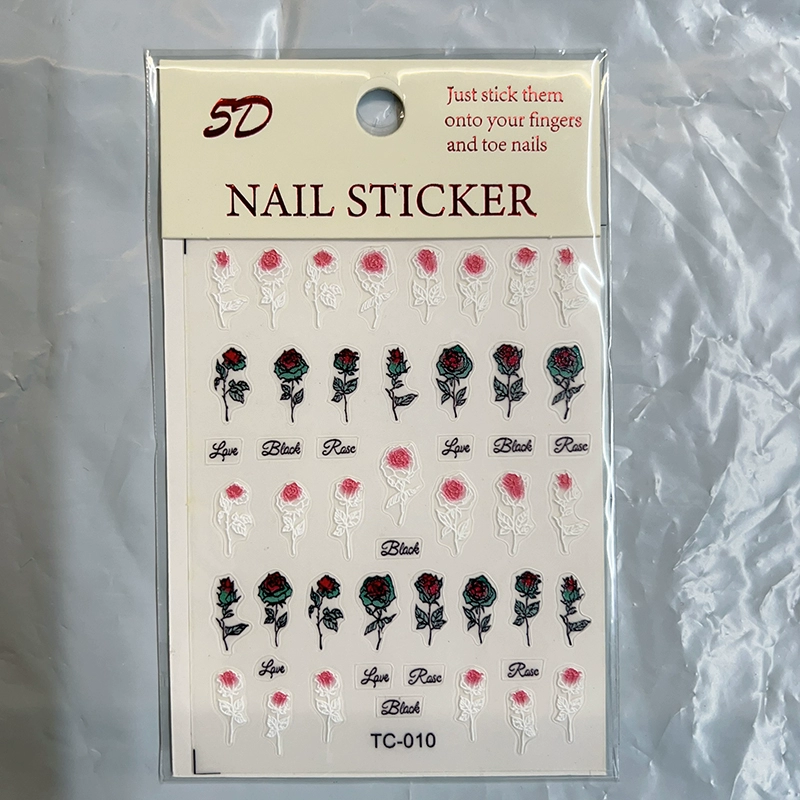 5D
Just stick them
onto your fingers
and toe nails
NAIL STICKER
Love Black Rose Love Black Rose
Black
Love Love Rose Rose
Black
TC-010